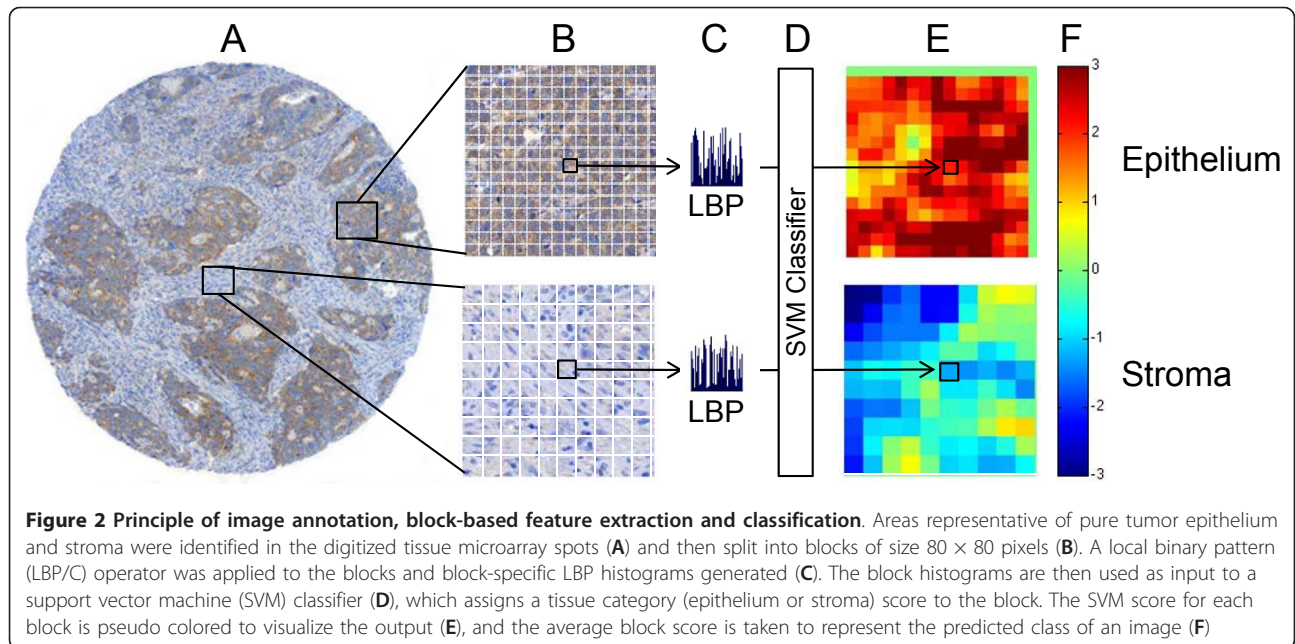 A B C D E F
LBP
LBP
SVM Classifier
3
2
1
0
-1
-2
-3
Epithelium
Stroma
Figure 2 Principle of image annotation, block-based feature extraction and classification. Areas representative of pure tumor epithelium
and stroma were identified in the digitized tissue microarray spots (A) and then split into blocks of size 80 × 80 pixels (B). A local binary pattern
(LBP/C) operator was applied to the blocks and block-specific LBP histograms generated (C). The block histograms are then used as input to a
support vector machine (SVM) classifier (D), which assigns a tissue category (epithelium or stroma) score to the block. The SVM score for each
block is pseudo colored to visualize the output (E), and the average block score is taken to represent the predicted class of an image (F)